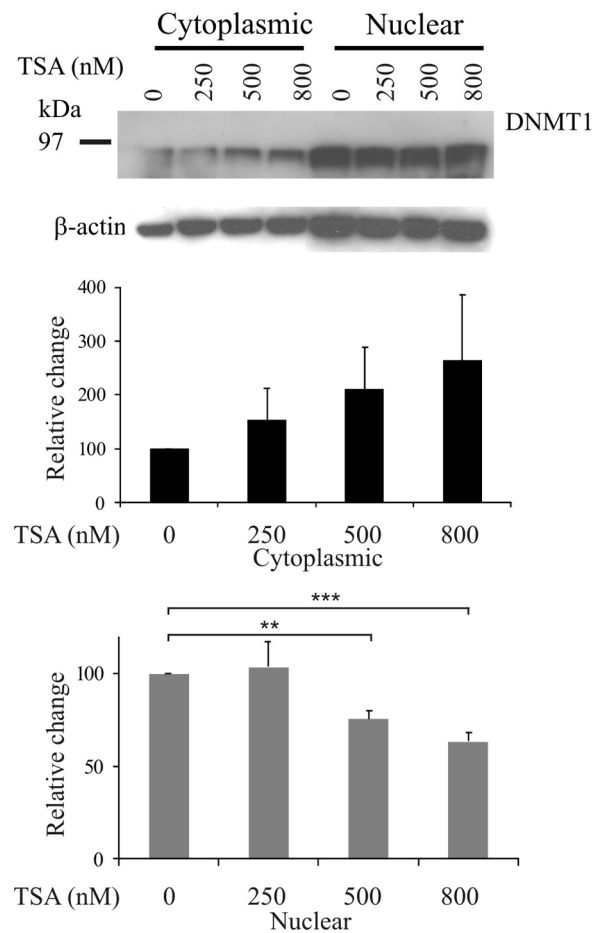 Cytoplasmic Nuclear
TSA (nM) 0 250 500 800 0 250 500 800
kDa
DNMT1
97
β-actin
400
300
200
100
0
Relative change
TSA (nM) 0 250 500 800
Cytoplasmic
***
**
100
50
0
Relative change
TSA (nM) 0 250 500 800
Nuclear